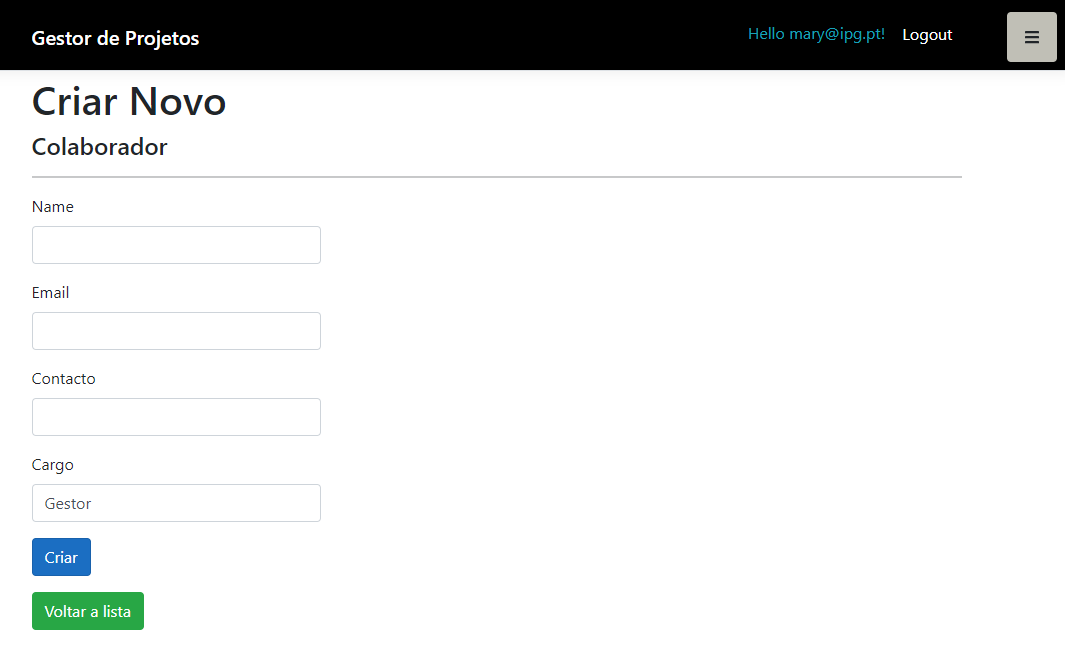 Gestor de Projetos
Hello mary@ipg.pt! Logout
Criar Novo
Colaborador
Name
Email
Contacto
Cargo
Gestor
Criar
Voltar a lista